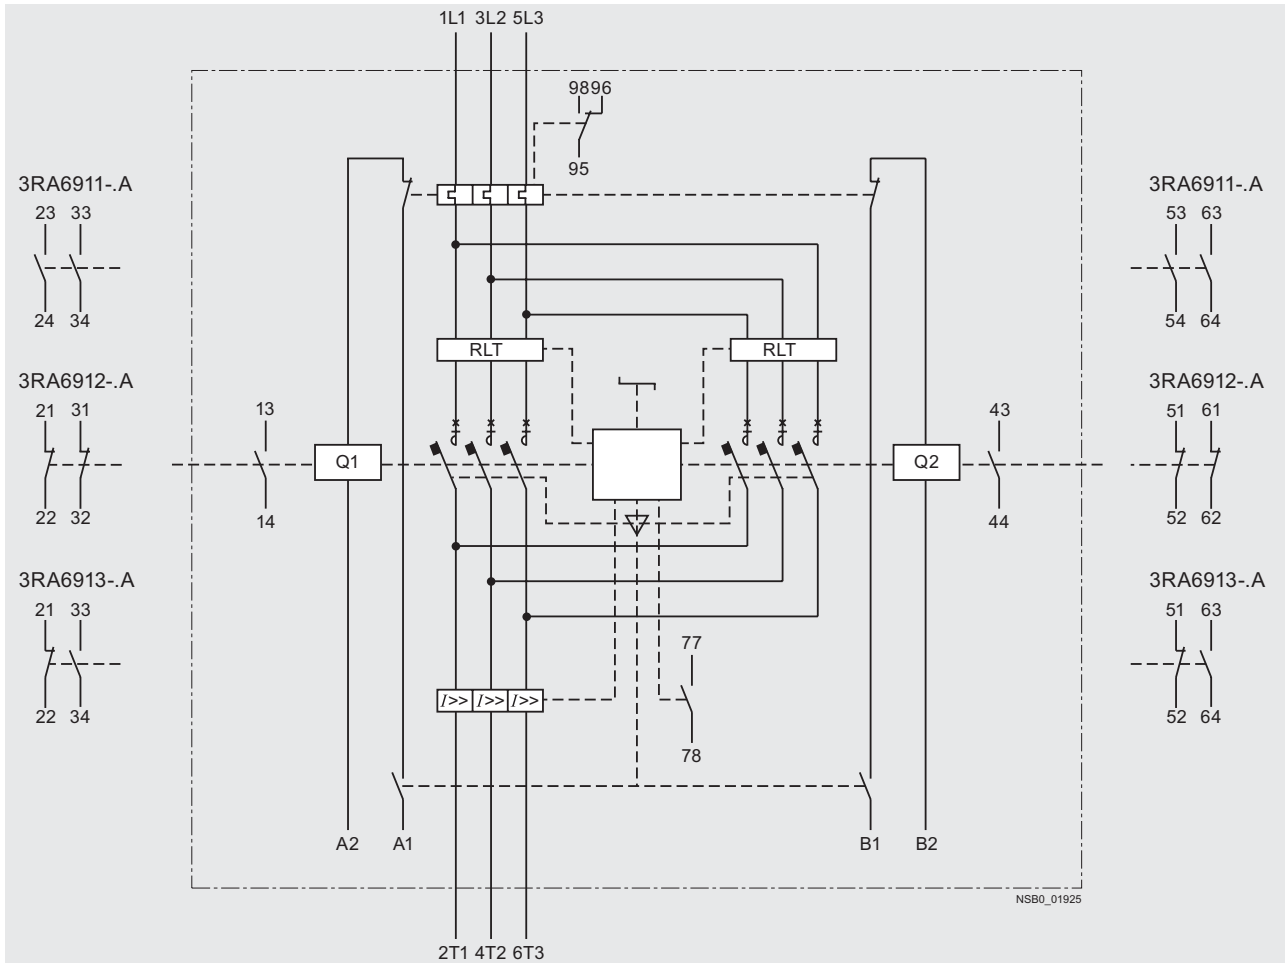 1L1 3L2 5L3
9896
95
3RA6911-.A
23 33
24 34
3RA6912-.A
21 31
22 32
3RA6913-.A
21 33
22 34
13
14
Q1
RLT
RLT
Q2
43
44
77
78
I>> I>> I>>
A2 A1
B1 B2
3RA6911-.A
53 63
54 64
3RA6912-.A
51 61
52 62
3RA6913-.A
51 63
52 64
NSB0_01925
2T1 4T2 6T3